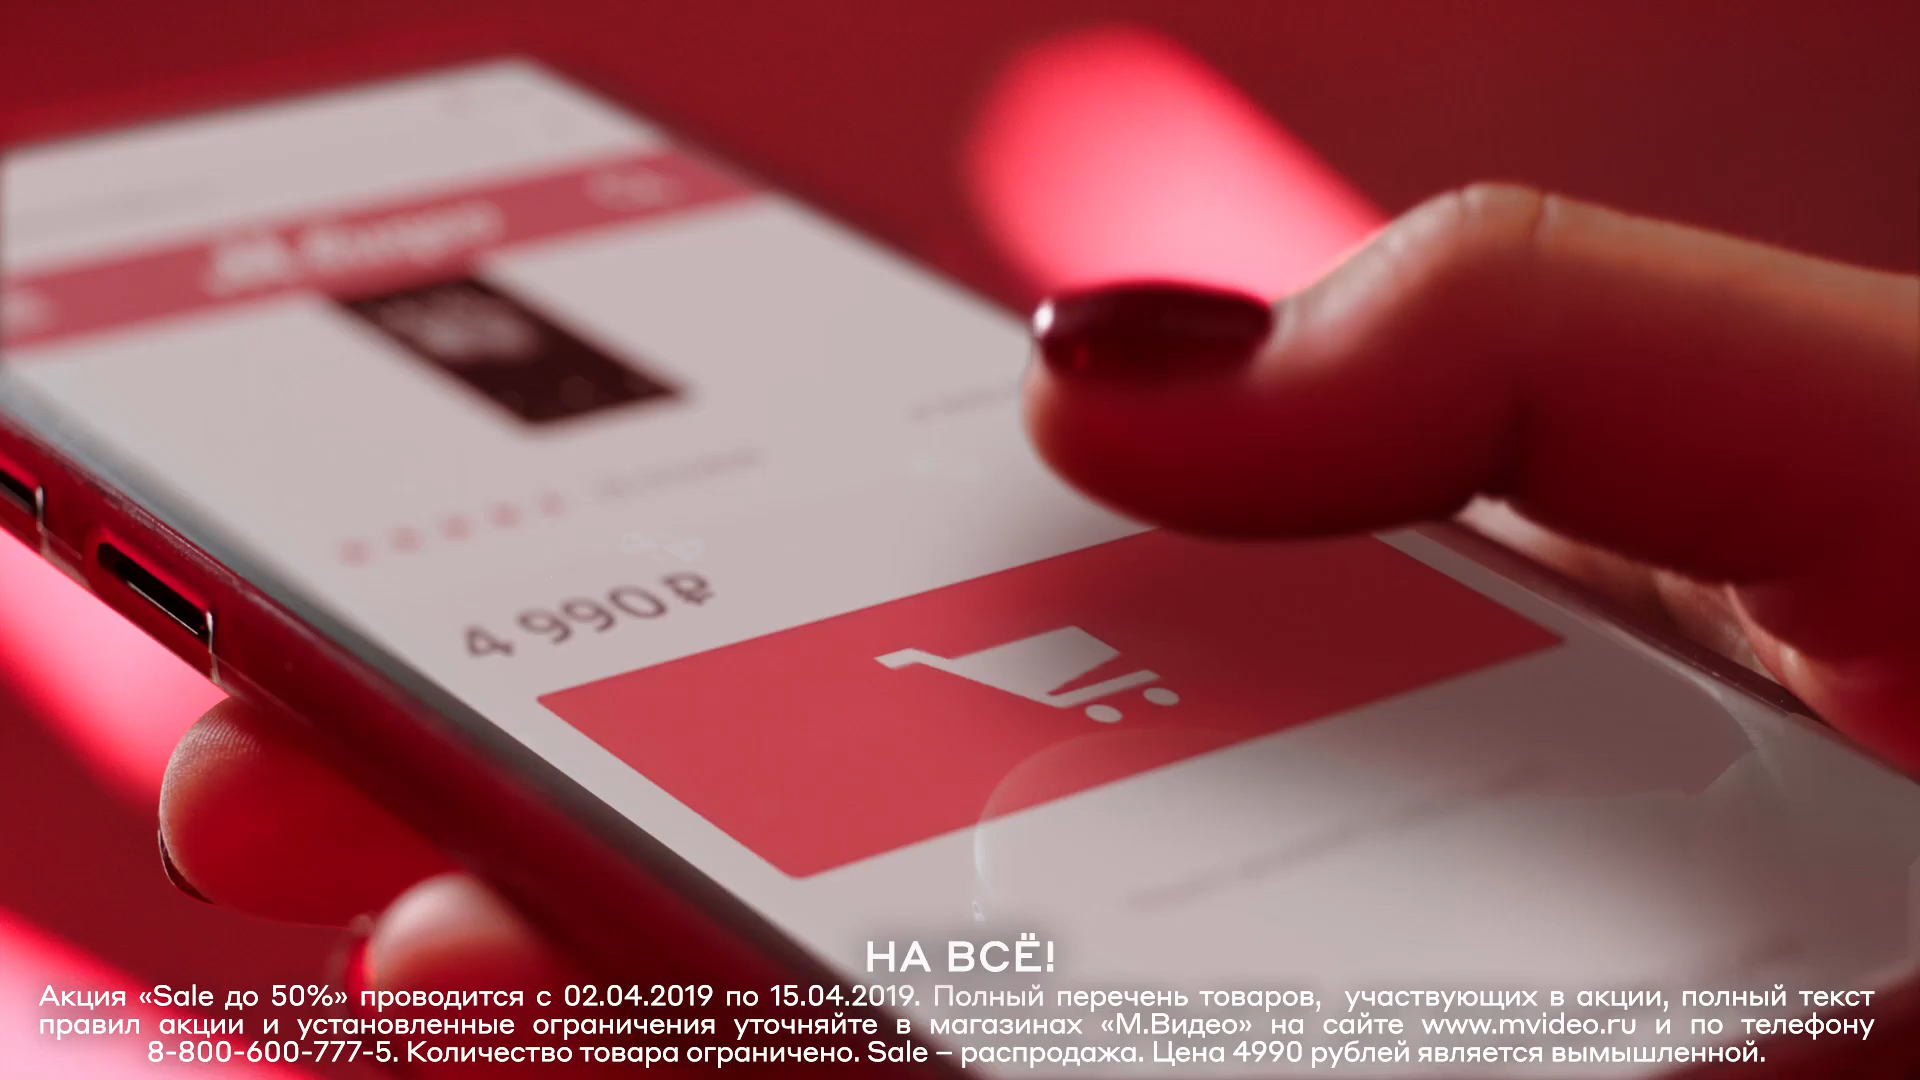 М.Видео
4 990 ₽
НА ВСЁ!
Акция «Sale до 50%» проводится с 02.04.2019 по 15.04.2019. Полный перечень товаров, участвующих в акции, полный текст
правил акции и установленные ограничения уточняйте в магазинах «М.Видео» на сайте www.mvideo.ru и по телефону
8-800-600-777-5. Количество товара ограничено. Sale – распродажа. Цена 4990 рублей является вымышленной.